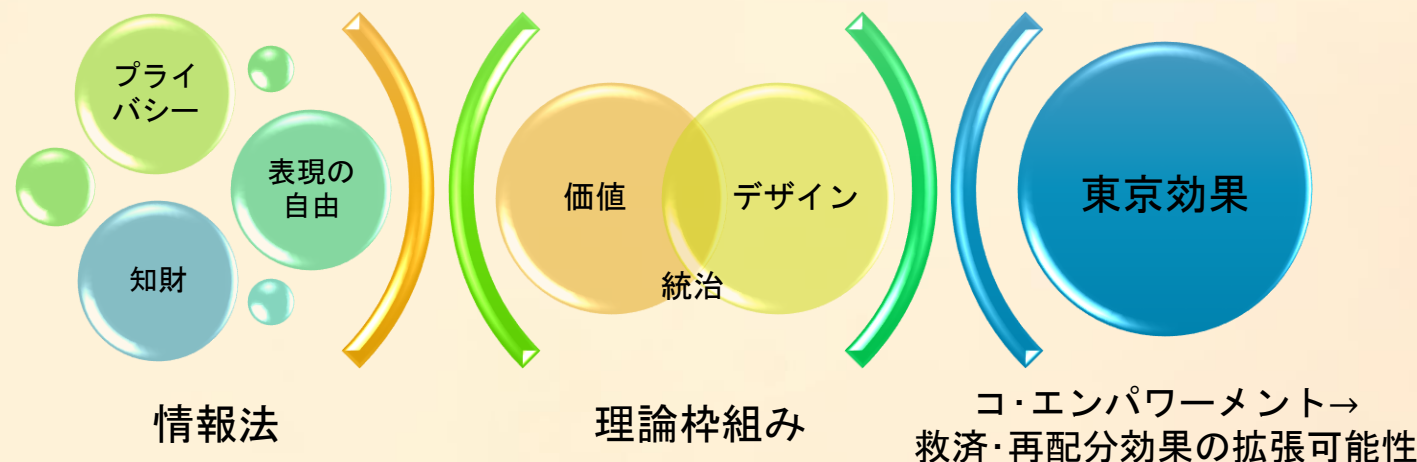 プライ
バシー
表現の
自由
知財
情報法
価値
デザイン
統治
理論枠組み
東京効果
コ・エンパワーメント→
救済・再配分効果の拡張可能性